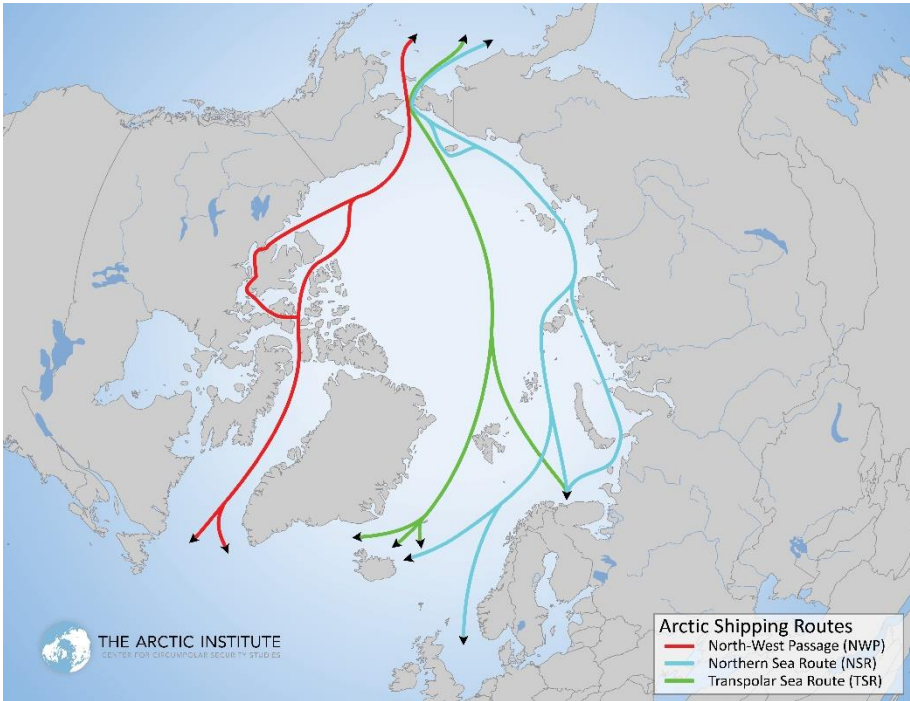 THE ARCTIC INSTITUTE
CENTER FOR CIRCUMPOLAR SECURITY STUDIES
Arctic Shipping Routes
North-West Passage (NWP)
Northern Sea Route (NSR)
Transpolar Sea Route (TSR)